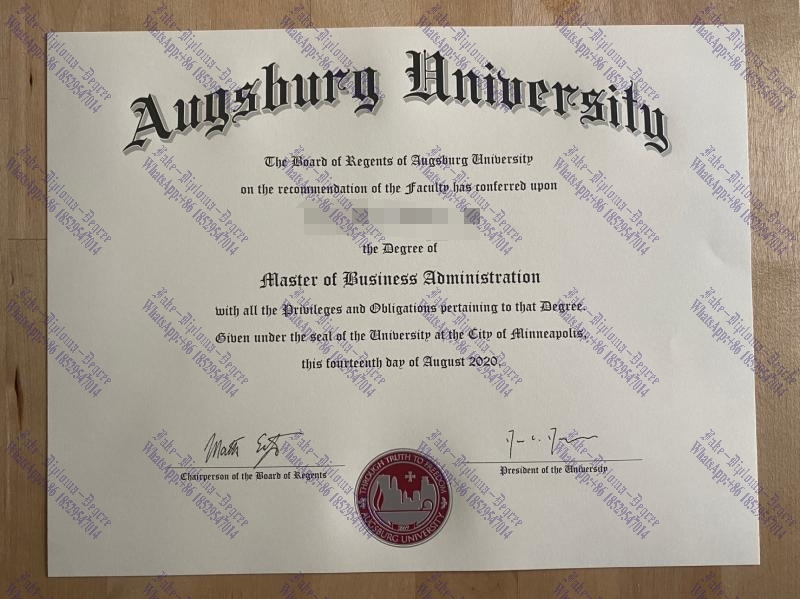 Augsburg University
The Board of Regents of Augsburg University
on the recommendation of the Faculty has conferred upon
the Degree of
Master of Business Administration
with all the Privileges and Obligations pertaining to that Degree.
Given under the seal of the University at the City of Minneapolis,
this fourteenth day of August 2020.
Chairperson of the Board of Regents
President of the University
THROUGH TRUTH TO FREEDOM
1869
AUGSBURG UNIVERSITY
Fake-Diploma-Degree
WhatsApp:+86 18529547014